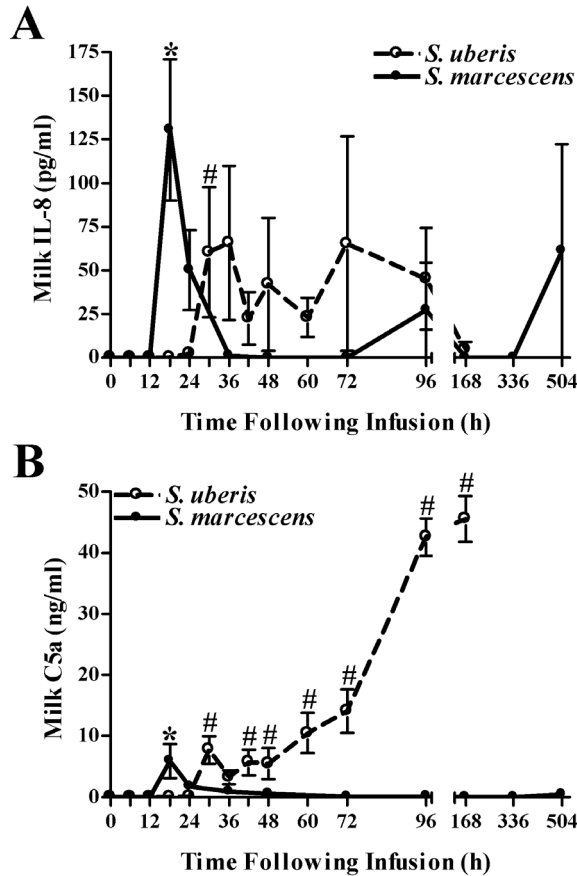 A
*
S. uberis
S. marcescens
#
175
150
125
100
75
50
25
0
Milk IL-8 (pg/ml)
0 12 24 36 48 60 72 96 168 336 504
Time Following Infusion (h)
B
S. uberis
S. marcescens
# #
# # # # #
*
50
40
30
20
10
0
Milk C5a (ng/ml)
0 12 24 36 48 60 72 96 168 336 504
Time Following Infusion (h)